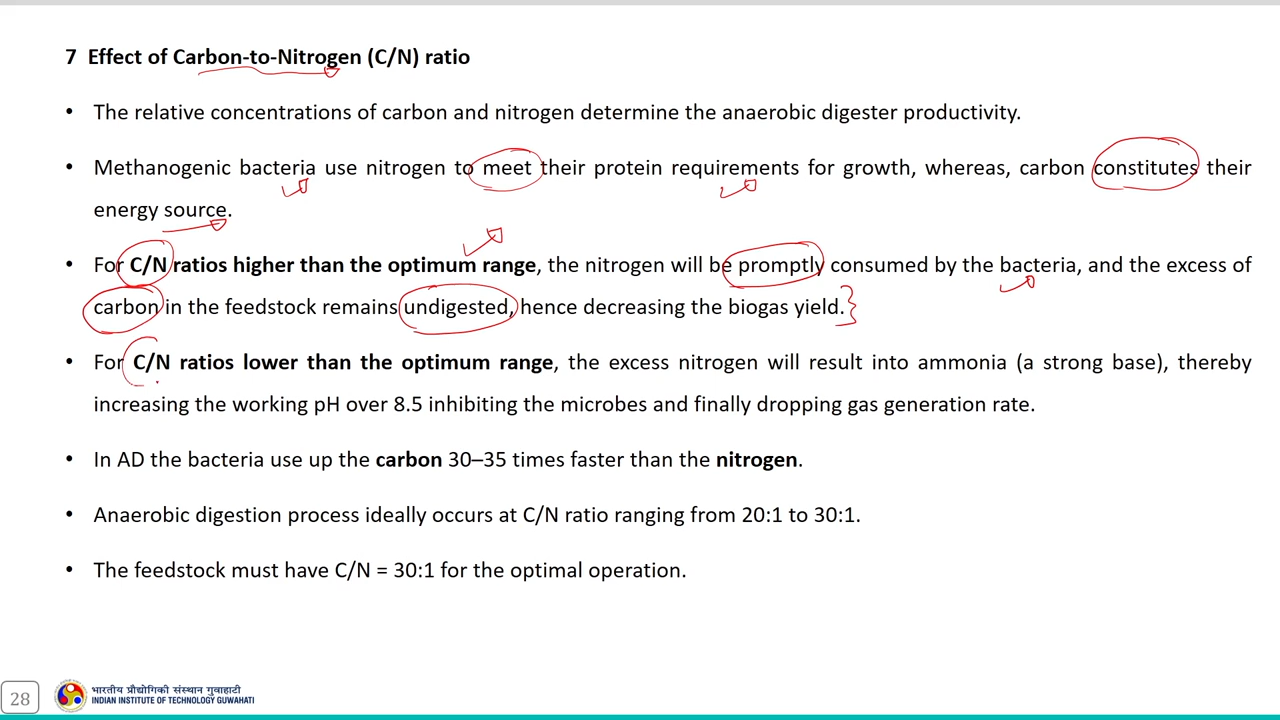 7 Effect of Carbon-to-Nitrogen (C/N) ratio
• The relative concentrations of carbon and nitrogen determine the anaerobic digester productivity.
• Methanogenic bacteria use nitrogen to meet their protein requirements for growth, whereas, carbon constitutes their
energy source.
• For C/N ratios higher than the optimum range, the nitrogen will be promptly consumed by the bacteria, and the excess of
carbon in the feedstock remains undigested, hence decreasing the biogas yield.
• For C/N ratios lower than the optimum range, the excess nitrogen will result into ammonia (a strong base), thereby
increasing the working pH over 8.5 inhibiting the microbes and finally dropping gas generation rate.
• In AD the bacteria use up the carbon 30–35 times faster than the nitrogen.
• Anaerobic digestion process ideally occurs at C/N ratio ranging from 20:1 to 30:1.
• The feedstock must have C/N = 30:1 for the optimal operation.
28
भारतीय प्रौद्योगिकी संस्थान गुवाहाटी
INDIAN INSTITUTE OF TECHNOLOGY GUWAHATI